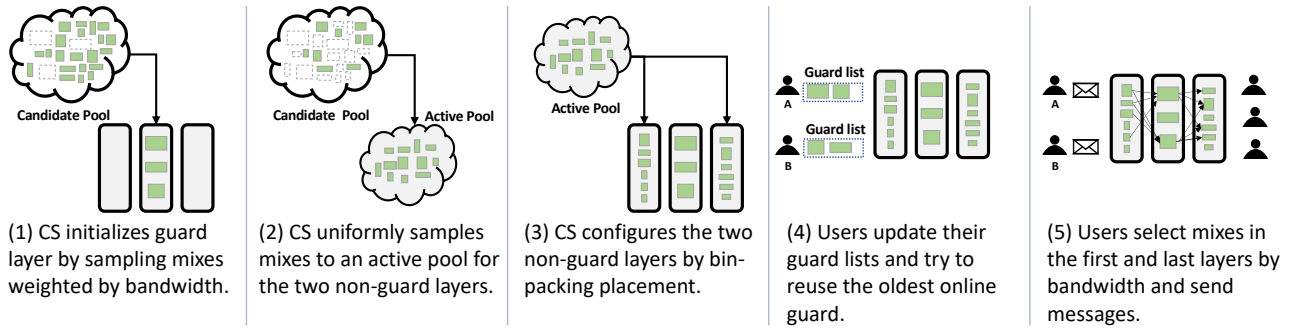 Candidate Pool
(1) CS initializes guard
layer by sampling mixes
weighted by bandwidth.
Candidate Pool
Active Pool
(2) CS uniformly samples
mixes to an active pool for
the two non-guard layers.
Active Pool
(3) CS configures the two
non-guard layers by bin-
packing placement.
Guard list
A
Guard list
B
(4) Users update their
guard lists and try to
reuse the oldest online
guard.
A
B
(5) Users select mixes in
the first and last layers by
bandwidth and send
messages.